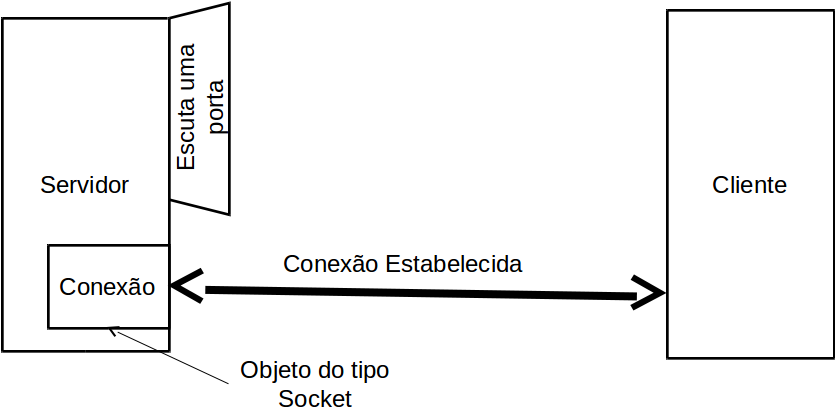 Escuta uma
porta
Servidor
Cliente
Conexão Estabelecida
Conexão
Objeto do tipo
Socket